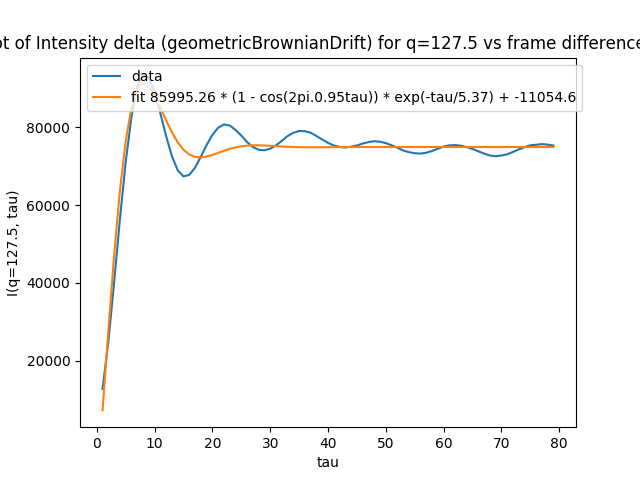 ot of Intensity delta (geometricBrownianDrift) for q=127.5 vs frame difference
data
fit 85995.26 * (1 - cos(2pi.0.95tau)) * exp(-tau/5.37) + -11054.6
80000
60000
40000
20000
I(q=127.5, tau)
0 10 20 30 40 50 60 70 80
tau